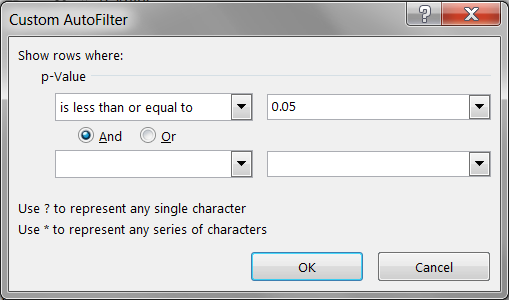 Custom AutoFilter
?
Show rows where:
p-Value
is less than or equal to 0.05
And Or
Use ? to represent any single character
Use * to represent any series of characters
OK Cancel